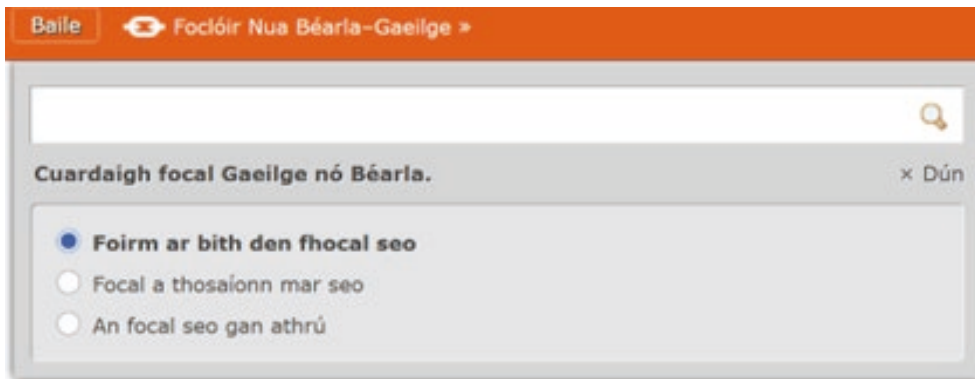 Baile Foclóir Nua Béarla-Gaeilge »
Cuardaigh focal Gaeilge nó Béarla. × Dún
Foirm ar bith den fhocal seo
Focal a thosaíonn mar seo
An focal seo gan athrú